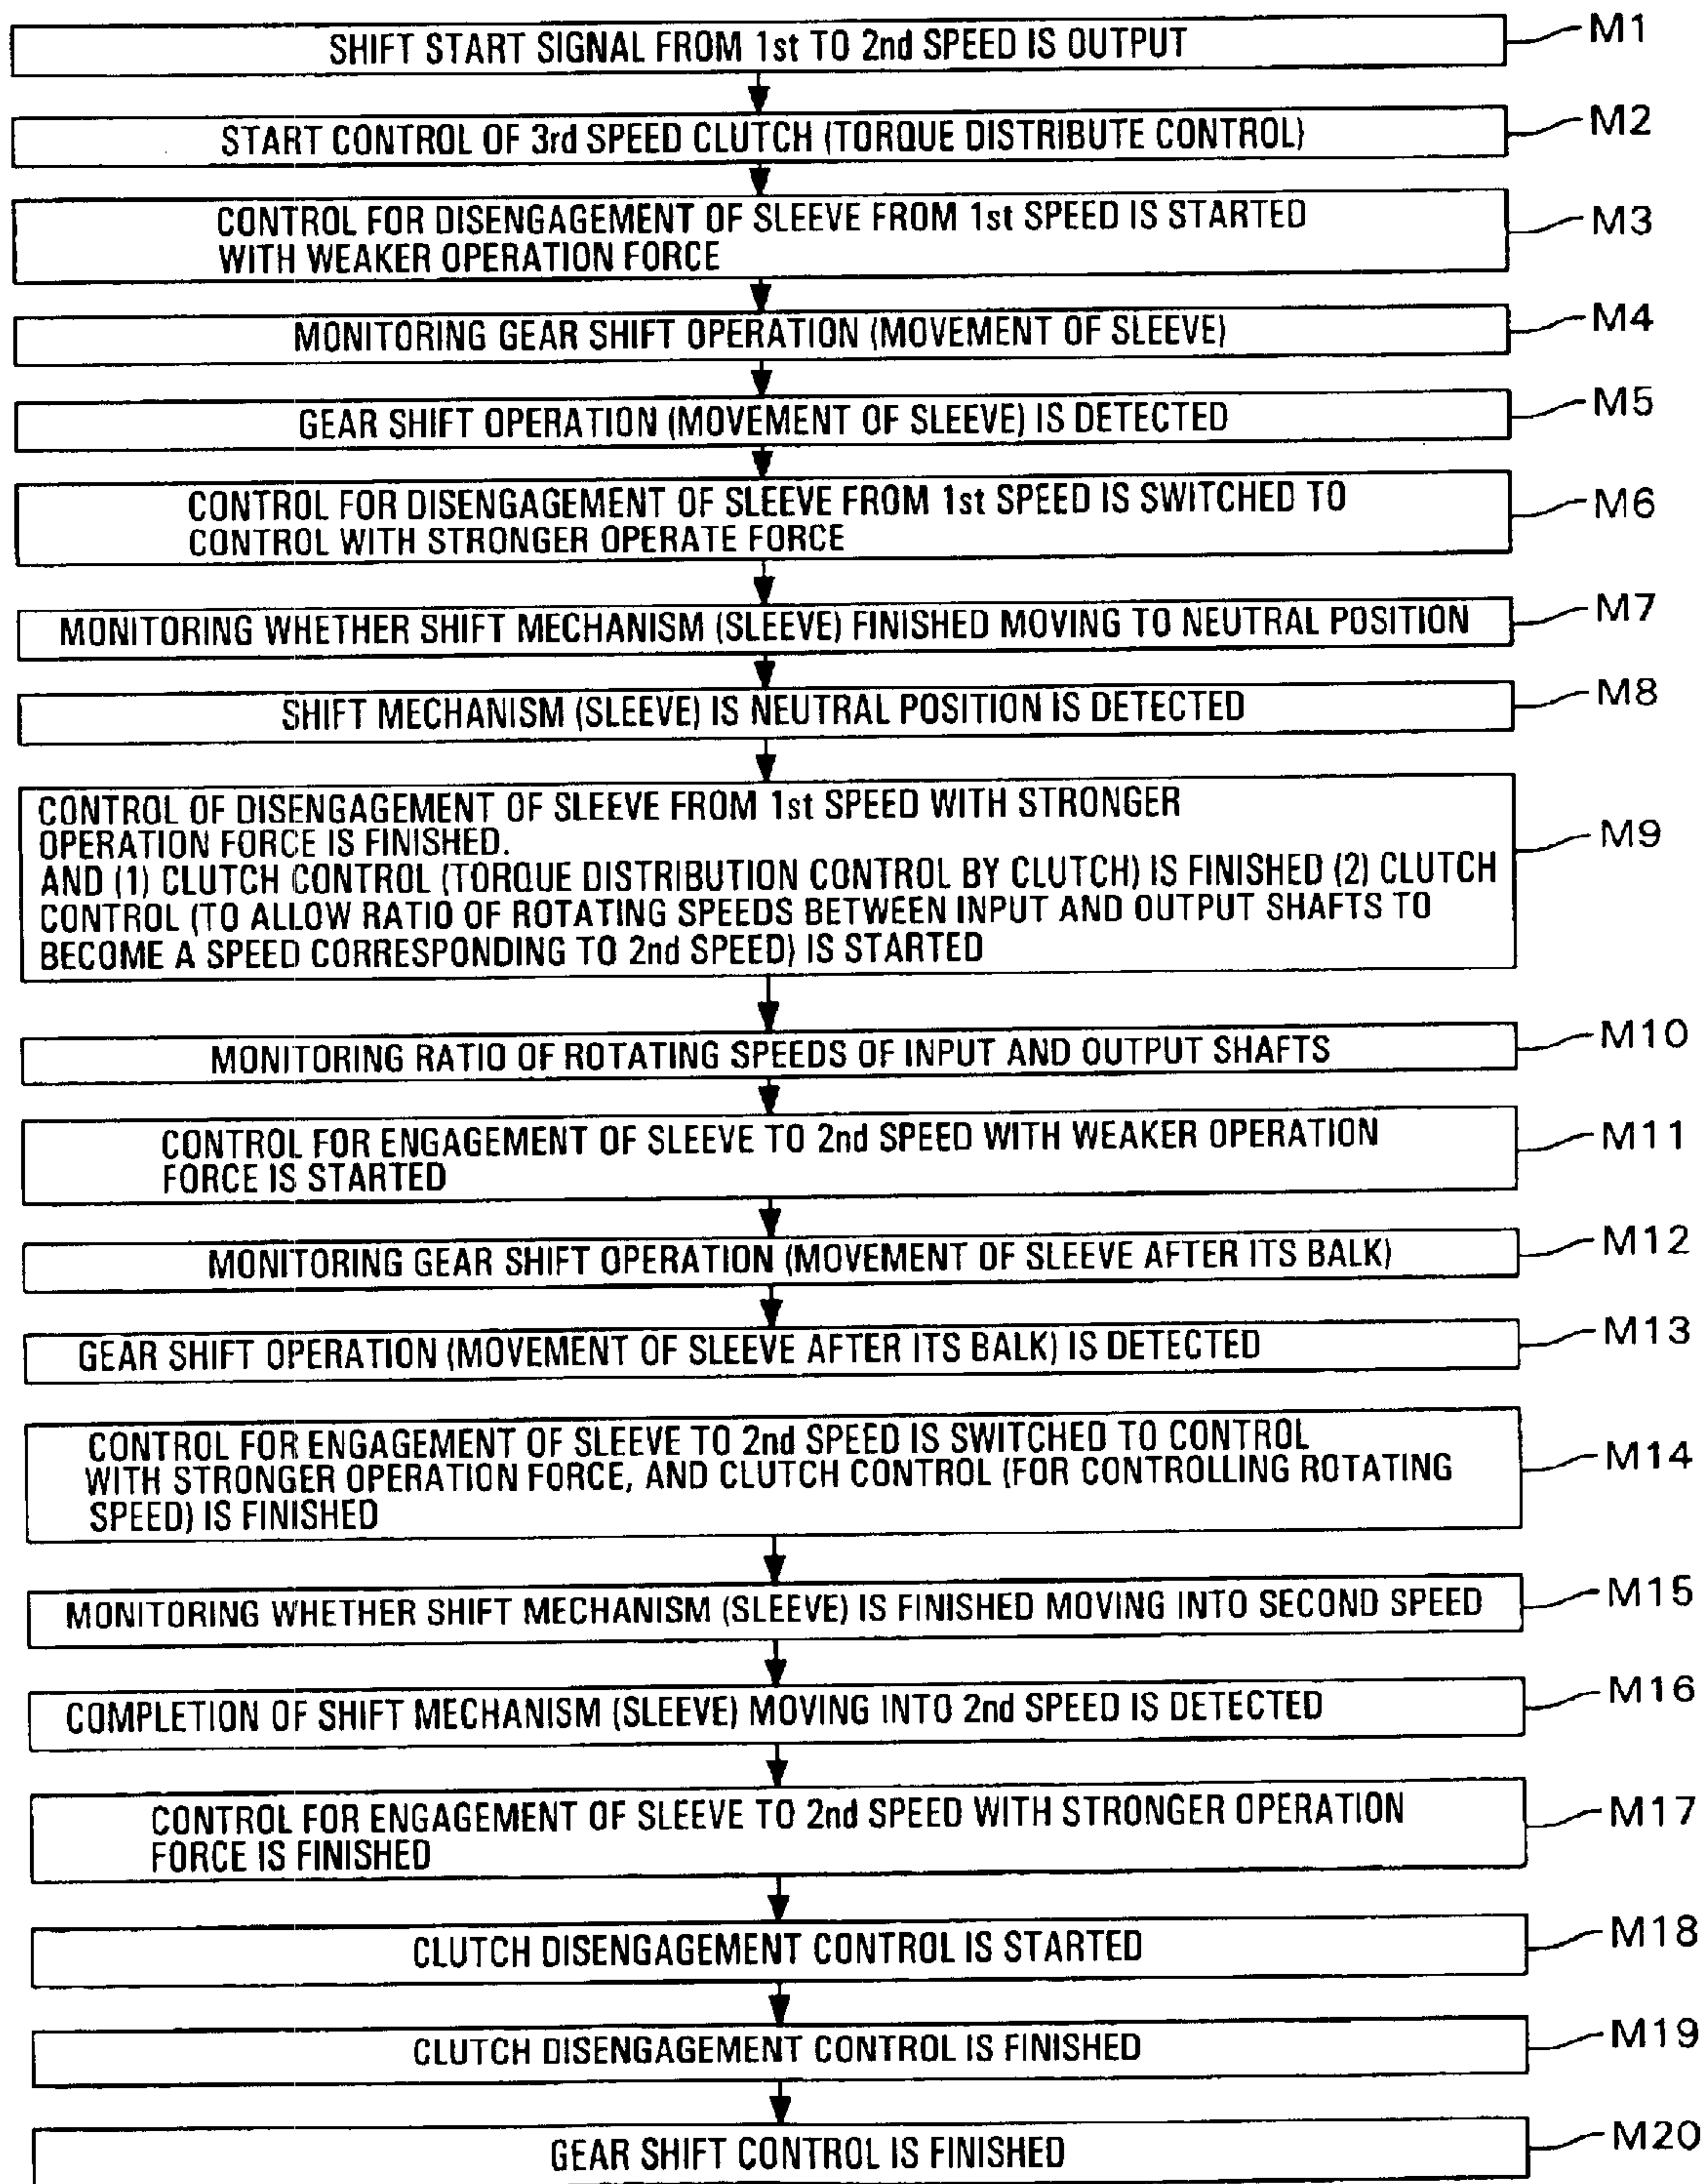 SHIFT START SIGNAL FROM 1st TO 2nd SPEED IS OUTPUT
M1
START CONTROL OF 3rd SPEED CLUTCH (TORQUE DISTRIBUTE CONTROL)
M2
CONTROL FOR DISENGAGEMENT OF SLEEVE FROM 1st SPEED IS STARTED
WITH WEAKER OPERATION FORCE
M3
MONITORING GEAR SHIFT OPERATION (MOVEMENT OF SLEEVE)
M4
GEAR SHIFT OPERATION (MOVEMENT OF SLEEVE) IS DETECTED
M5
CONTROL FOR DISENGAGEMENT OF SLEEVE FROM 1st SPEED IS SWITCHED TO
CONTROL WITH STRONGER OPERATE FORCE
M6
MONITORING WHETHER SHIFT MECHANISM (SLEEVE) FINISHED MOVING TO NEUTRAL POSITION
M7
SHIFT MECHANISM (SLEEVE) IS NEUTRAL POSITION IS DETECTED
M8
CONTROL OF DISENGAGEMENT OF SLEEVE FROM 1st SPEED WITH STRONGER
OPERATION FORCE IS FINISHED.
AND (1) CLUTCH CONTROL (TORQUE DISTRIBUTION CONTROL BY CLUTCH) IS FINISHED (2) CLUTCH
CONTROL (TO ALLOW RATIO OF ROTATING SPEEDS BETWEEN INPUT AND OUTPUT SHAFTS TO
BECOME A SPEED CORRESPONDING TO 2nd SPEED) IS STARTED
M9
MONITORING RATIO OF ROTATING SPEEDS OF INPUT AND OUTPUT SHAFTS
M10
CONTROL FOR ENGAGEMENT OF SLEEVE TO 2nd SPEED WITH WEAKER OPERATION
FORCE IS STARTED
M11
MONITORING GEAR SHIFT OPERATION (MOVEMENT OF SLEEVE AFTER ITS BALK)
M12
GEAR SHIFT OPERATION (MOVEMENT OF SLEEVE AFTER ITS BALK) IS DETECTED
M13
CONTROL FOR ENGAGEMENT OF SLEEVE TO 2nd SPEED IS SWITCHED TO CONTROL
WITH STRONGER OPERATION FORCE, AND CLUTCH CONTROL (FOR CONTROLLING ROTATING
SPEED) IS FINISHED
M14
MONITORING WHETHER SHIFT MECHANISM (SLEEVE) IS FINISHED MOVING INTO SECOND SPEED
M15
COMPLETION OF SHIFT MECHANISM (SLEEVE) MOVING INTO 2nd SPEED IS DETECTED
M16
CONTROL FOR ENGAGEMENT OF SLEEVE TO 2nd SPEED WITH STRONGER OPERATION
FORCE IS FINISHED
M17
CLUTCH DISENGAGEMENT CONTROL IS STARTED
M18
CLUTCH DISENGAGEMENT CONTROL IS FINISHED
M19
GEAR SHIFT CONTROL IS FINISHED
M20